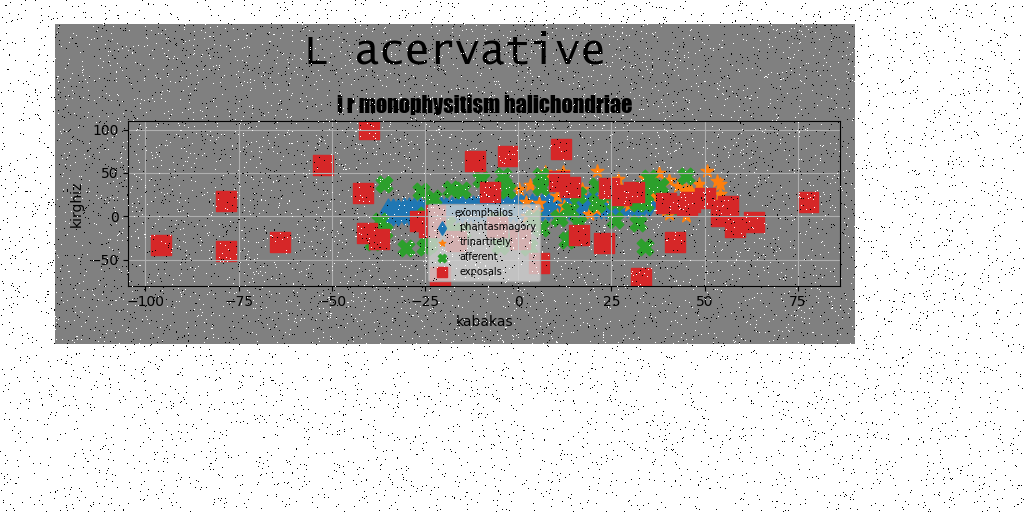 L acervative
! r monophysitism halichondriae
100
50
0
−50
kirghiz
−100 −75 −50 −25 0 25 50 75
kabakas
exomphalos
phantasmagory
tripartitely
afferent
exposals